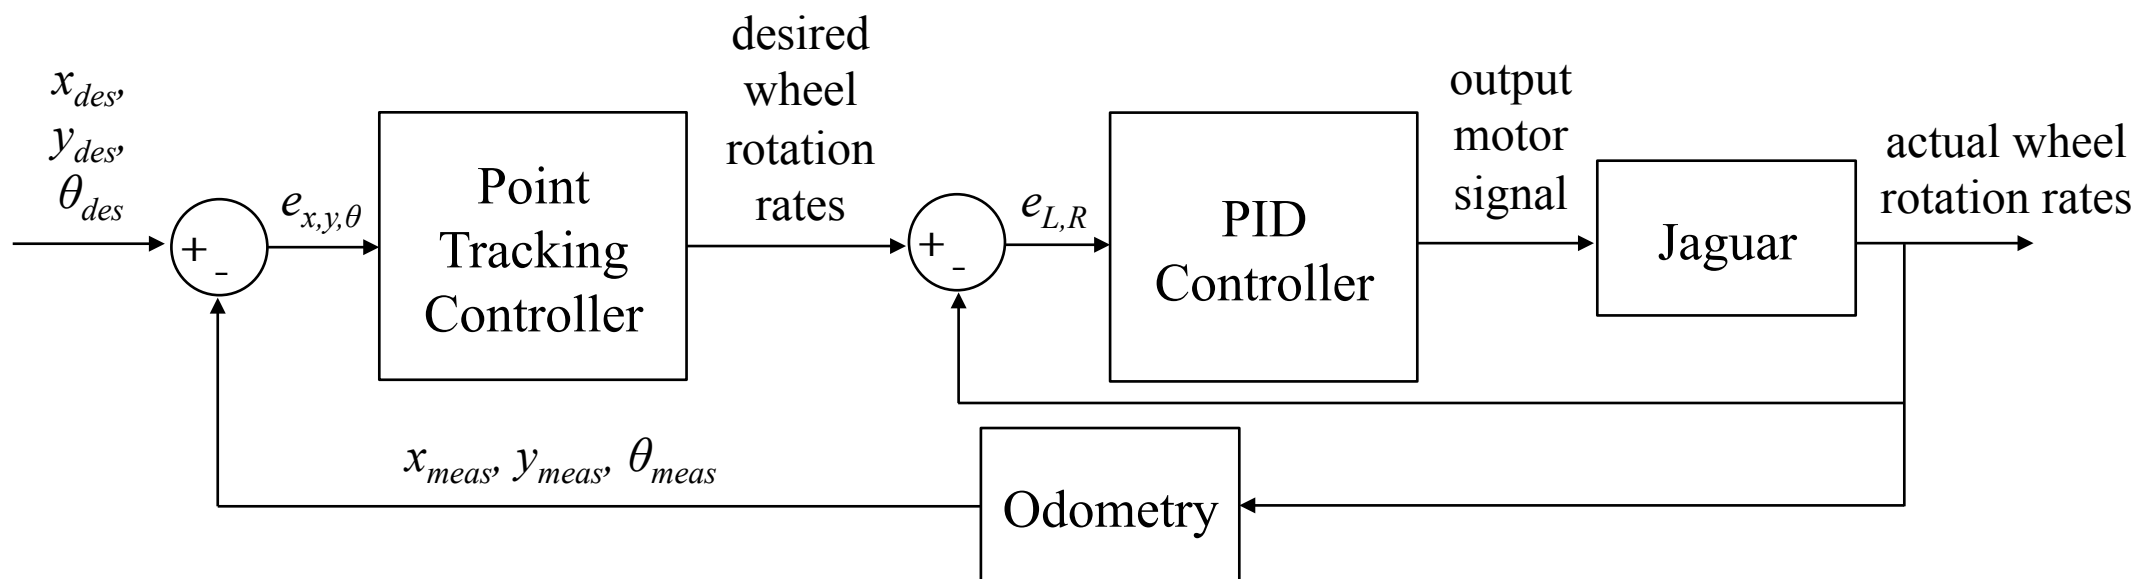 x_des,
y_des,
θ_des
+
-
e_x,y,θ
Point
Tracking
Controller
desired
wheel
rotation
rates
+
-
e_L,R
PID
Controller
output
motor
signal
Jaguar
actual wheel
rotation rates
x_meas, y_meas, θ_meas
Odometry